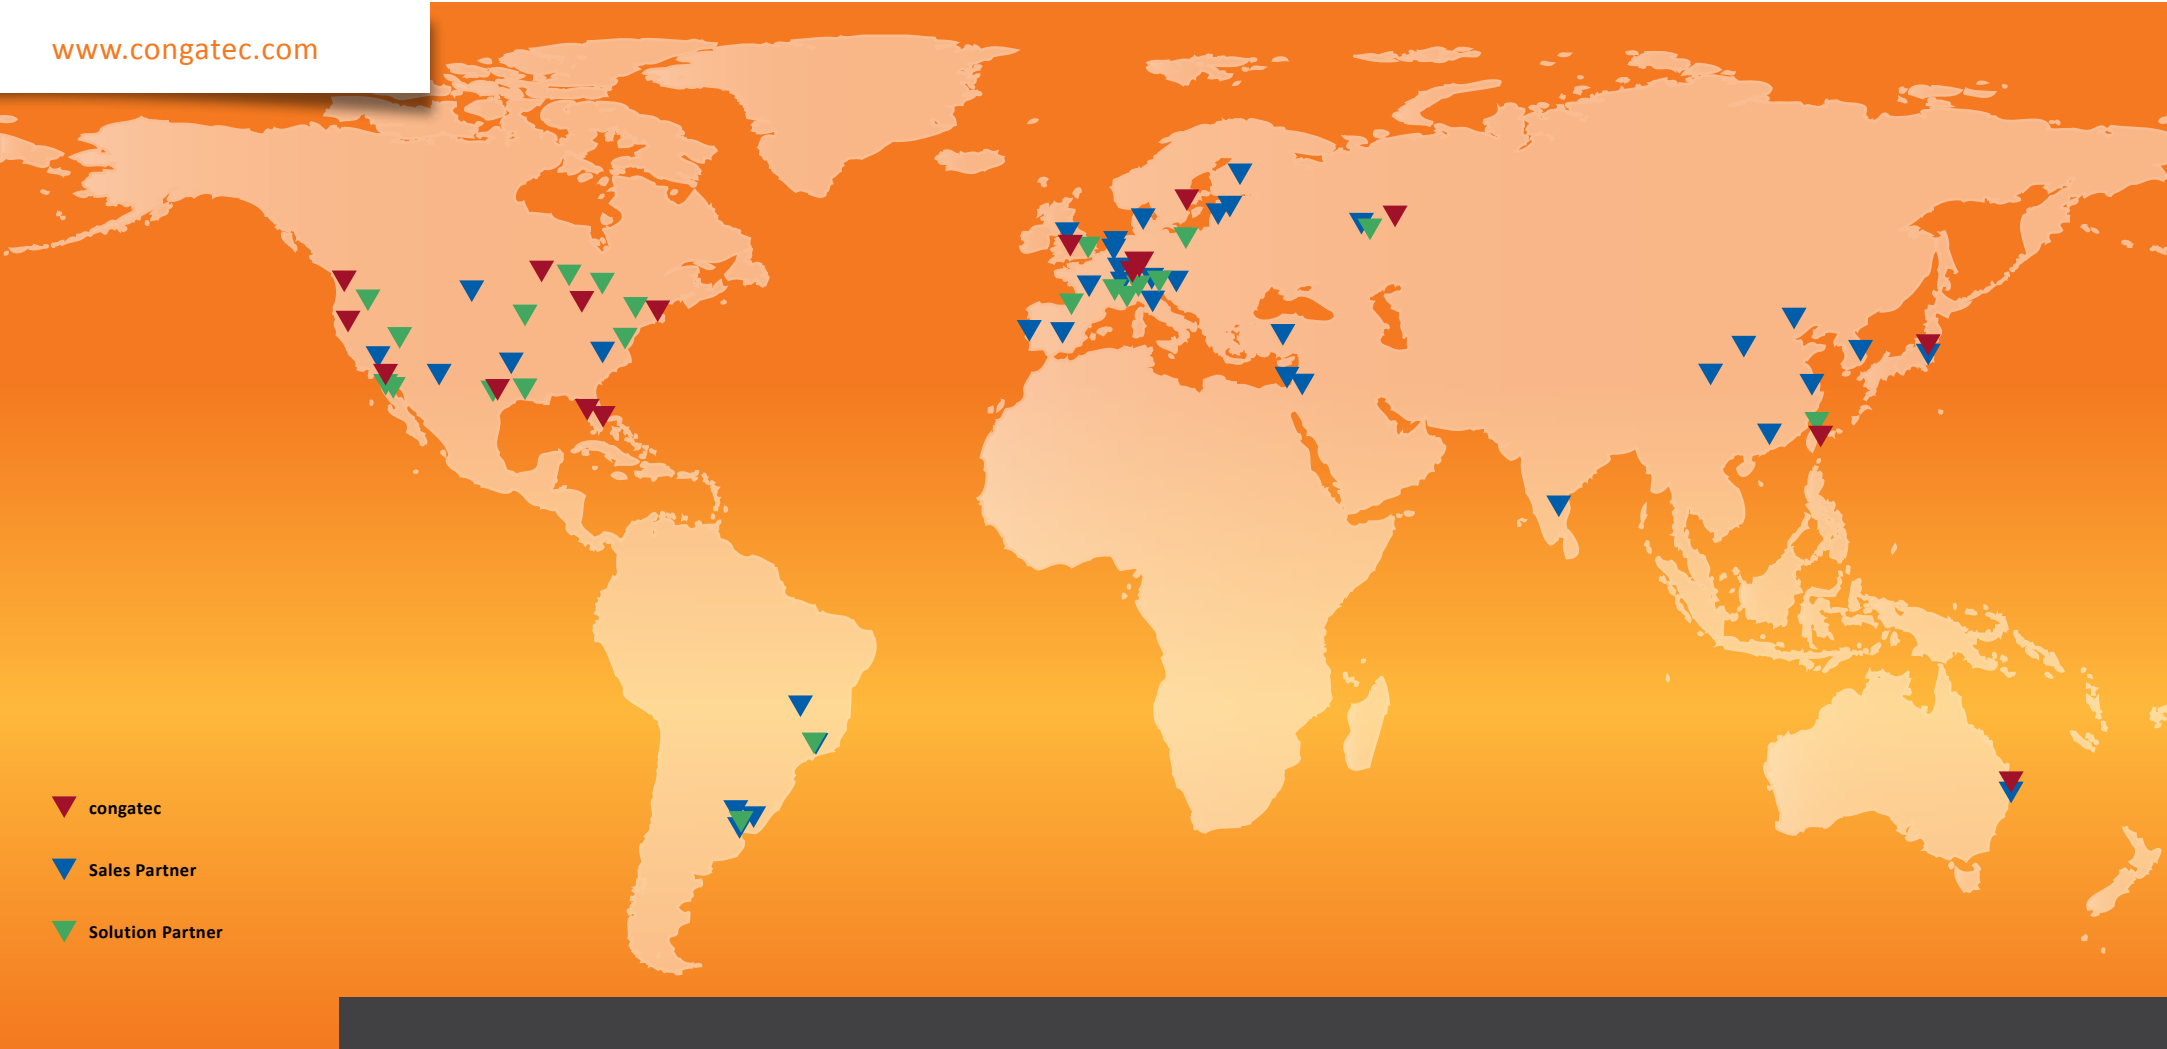 www.congatec.com
congatec
Sales Partner
Solution Partner